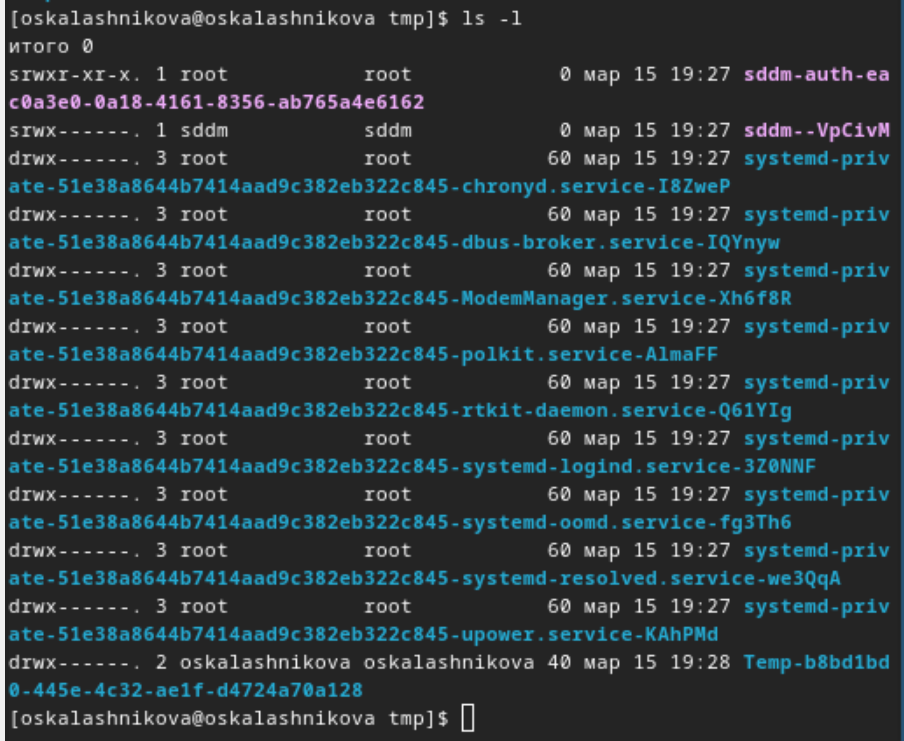 [oskalashnikova@oskalashnikova tmp]$ ls -l
итого 0
srwxr-xr-x. 1 root           root            0 мар 15 19:27 sddm-auth-ea
c0a3e0-0a18-4161-8356-ab765a4e6162
srwx------. 1 sddm           sddm            0 мар 15 19:27 sddm--VpCivM
drwx------. 3 root           root           60 мар 15 19:27 systemd-priv
ate-51e38a8644b7414aad9c382eb322c845-chronyd.service-I8ZweP
drwx------. 3 root           root           60 мар 15 19:27 systemd-priv
ate-51e38a8644b7414aad9c382eb322c845-dbus-broker.service-IQYnyw
drwx------. 3 root           root           60 мар 15 19:27 systemd-priv
ate-51e38a8644b7414aad9c382eb322c845-ModemManager.service-Xh6f8R
drwx------. 3 root           root           60 мар 15 19:27 systemd-priv
ate-51e38a8644b7414aad9c382eb322c845-polkit.service-AlmaFF
drwx------. 3 root           root           60 мар 15 19:27 systemd-priv
ate-51e38a8644b7414aad9c382eb322c845-rtkit-daemon.service-Q61YIg
drwx------. 3 root           root           60 мар 15 19:27 systemd-priv
ate-51e38a8644b7414aad9c382eb322c845-systemd-logind.service-3Z0NNF
drwx------. 3 root           root           60 мар 15 19:27 systemd-priv
ate-51e38a8644b7414aad9c382eb322c845-systemd-oomd.service-fg3Th6
drwx------. 3 root           root           60 мар 15 19:27 systemd-priv
ate-51e38a8644b7414aad9c382eb322c845-systemd-resolved.service-we3QqA
drwx------. 3 root           root           60 мар 15 19:27 systemd-priv
ate-51e38a8644b7414aad9c382eb322c845-upower.service-KAhPMd
drwx------. 2 oskalashnikova oskalashnikova 40 мар 15 19:28 Temp-b8bd1bd
0-445e-4c32-ae1f-d4724a70a128
[oskalashnikova@oskalashnikova tmp]$